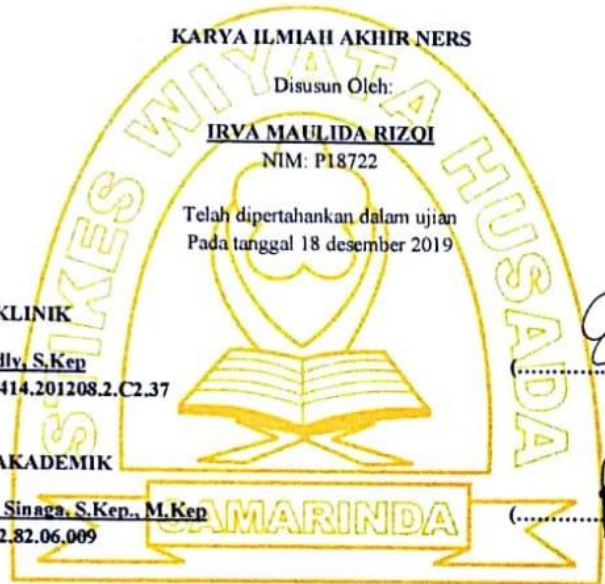 KARYA ILMIAH AKHIR NERS
Disusun Oleh:
IRVA MAULIDA RIZQI
NIM: P18722
Telah dipertahankan dalam ujian
Pada tanggal 18 desember 2019
STIKES WIYATA HUSADA
SAMARINDA
KLINIK
dly, S,Kep
414.201208.2.C2.37
(..............
AKADEMIK
Sinaga, S.Kep., M.Kep
2.82.06.009
(..............